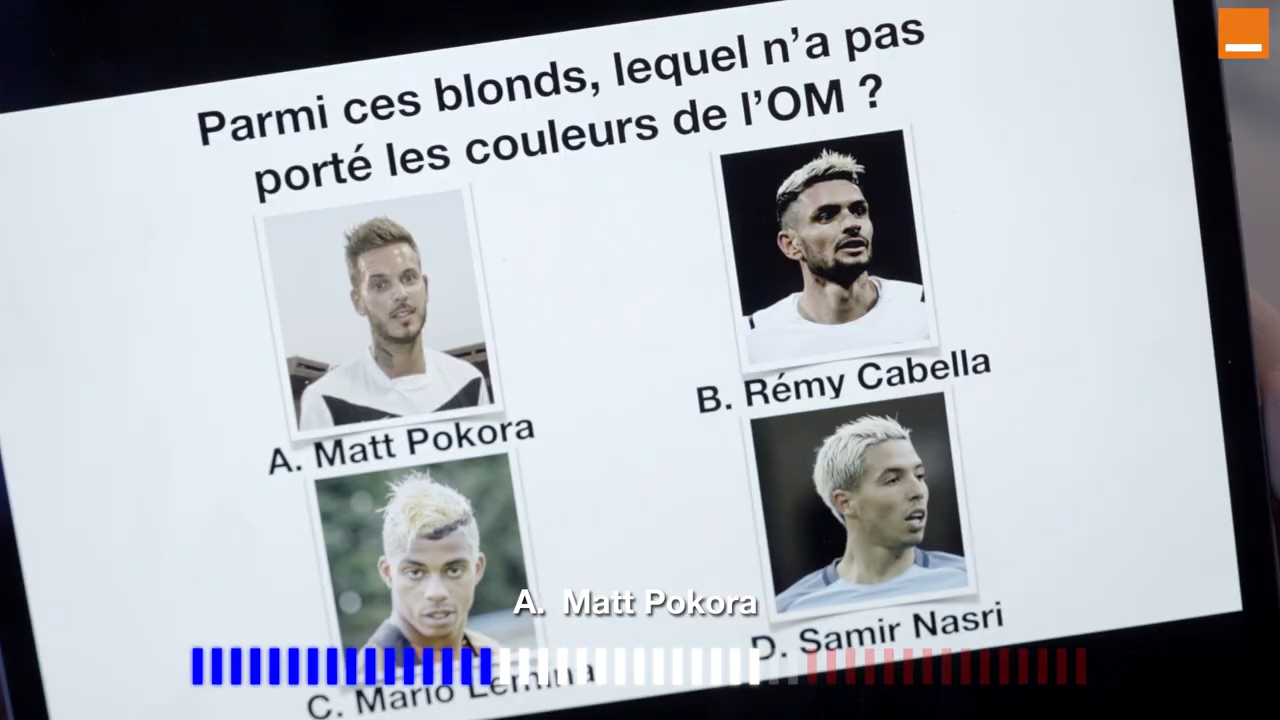 Parmi ces blonds, lequel n'a pas
porté les couleurs de l'OM ?
A. Matt Pokora
B. Rémy Cabella
C. Mario Lemina
D. Samir Nasri
A. Matt Pokora